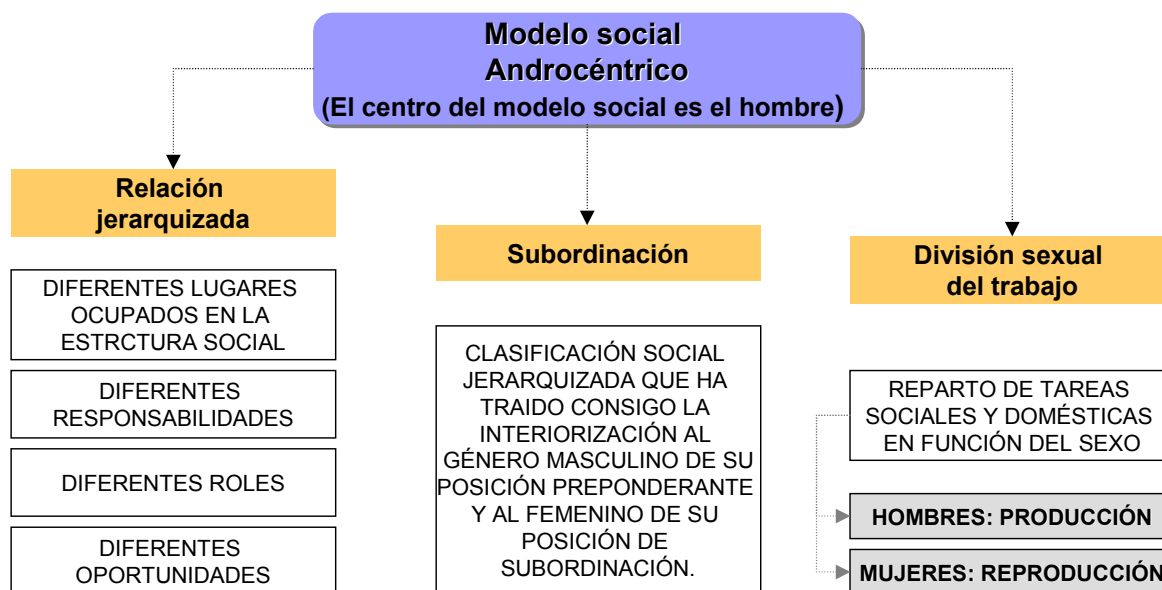 Modelo social
Androcéntrico
(El centro del modelo social es el hombre)
Relación
jerarquizada
DIFERENTES LUGARES
OCUPADOS EN LA
ESTRCTURA SOCIAL
DIFERENTES
RESPONSABILIDADES
DIFERENTES ROLES
DIFERENTES
OPORTUNIDADES
Subordinación
CLASIFICACIÓN SOCIAL
JERARQUIZADA QUE HA
TRAIDO CONSIGO LA
INTERIORIZACIÓN AL
GÉNERO MASCULINO DE SU
POSICIÓN PREPONDERANTE
Y AL FEMENINO DE SU
POSICIÓN DE
SUBORDINACIÓN.
División sexual
del trabajo
REPARTO DE TAREAS
SOCIALES Y DOMÉSTICAS
EN FUNCIÓN DEL SEXO
HOMBRES: PRODUCCIÓN
MUJERES: REPRODUCCIÓN